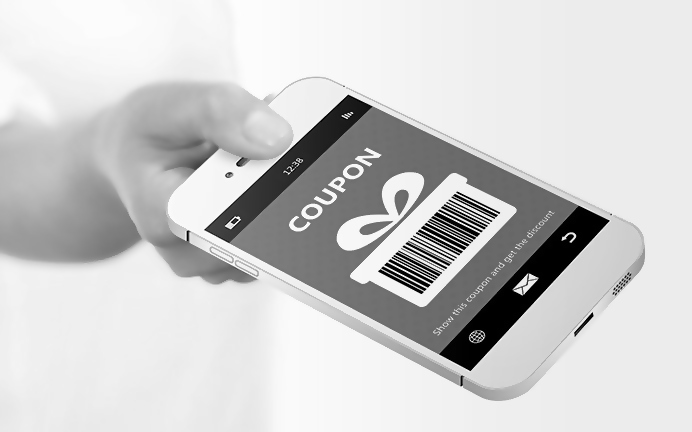 12:38
COUPON
Show this coupon and get the discount